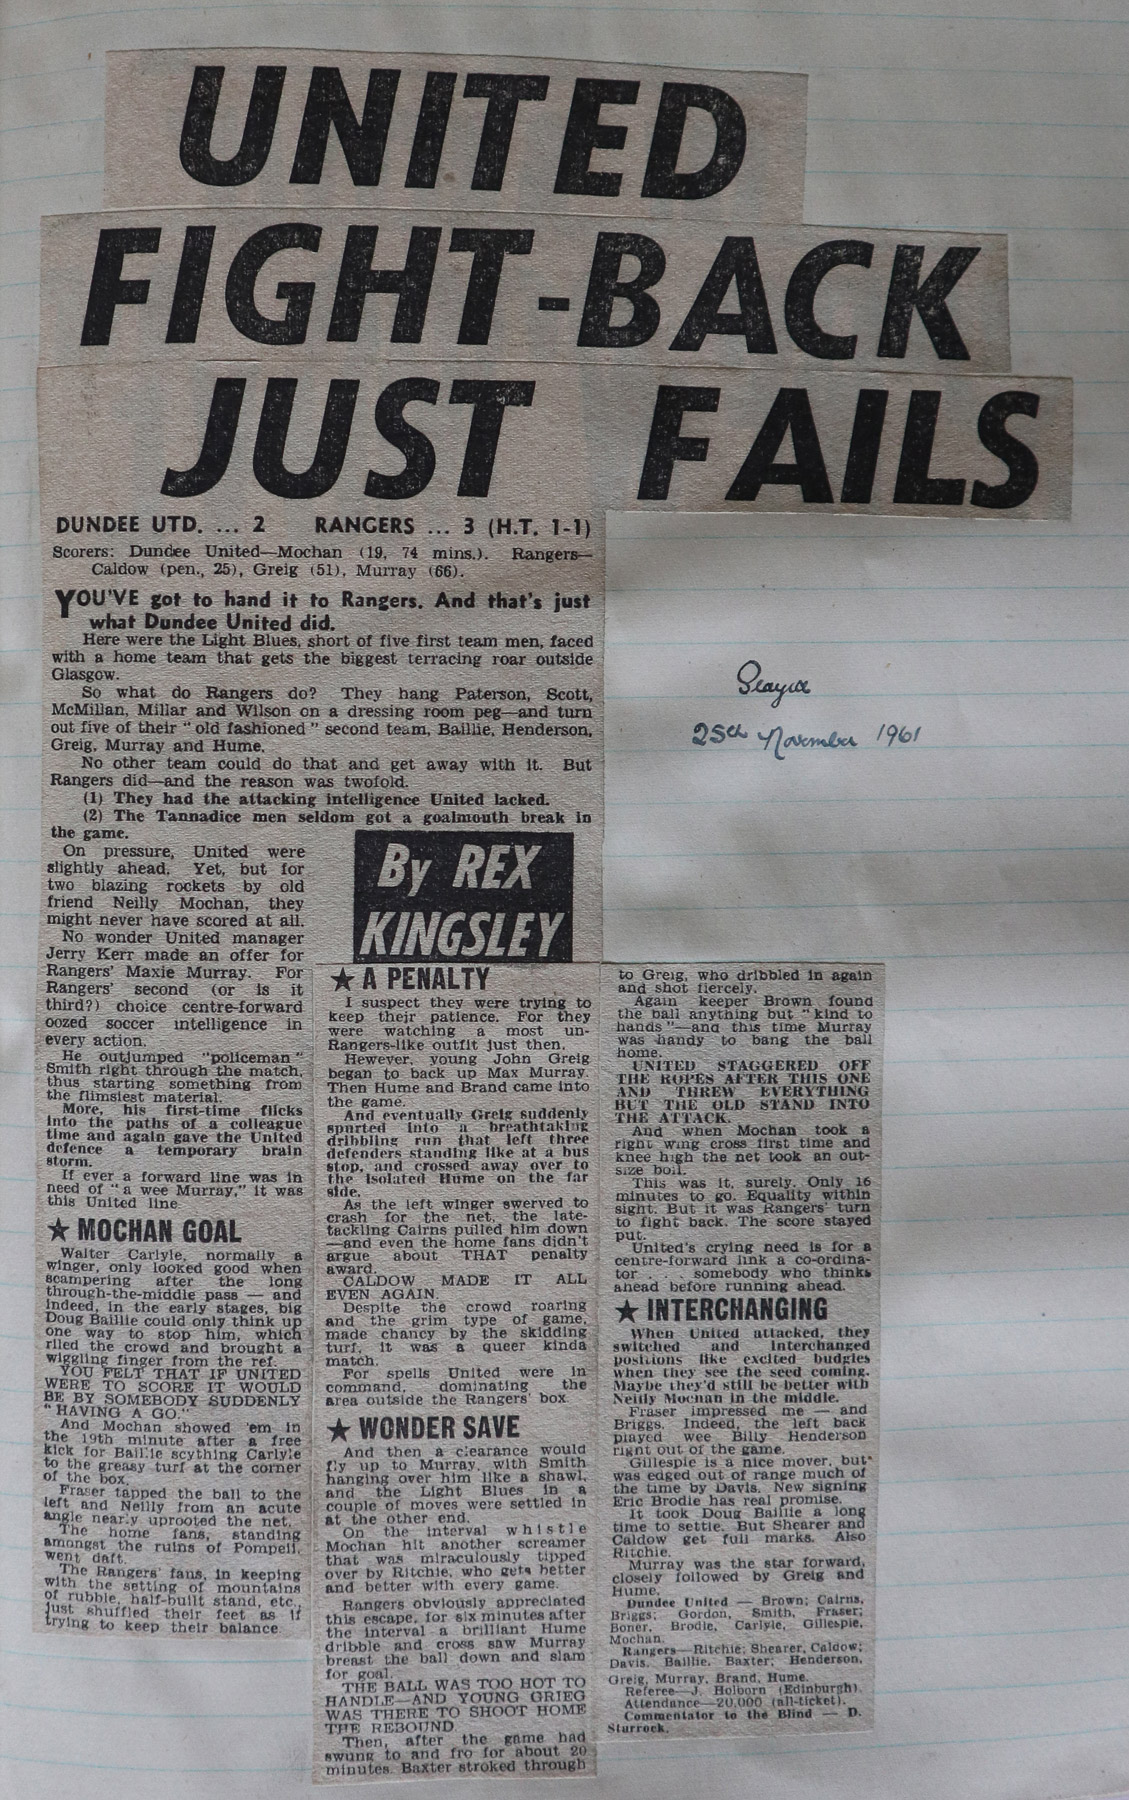 UNITED
FIGHT-BACK
JUST FAILS
DUNDEE UTD. ... 2 RANGERS ... 3 (H.T. 1-1)
Scorers: Dundee United—Mochan (19, 74 mins.). Rangers—
Caldow (pen., 25), Greig (51), Murray (66).
YOU'VE got to hand it to Rangers. And that's just
what Dundee United did.
Here were the Light Blues, short of five first team men, faced
with a home team that gets the biggest terracing roar outside
Glasgow.
So what do Rangers do? They hang Paterson, Scott,
McMillan, Millar and Wilson on a dressing room peg—and turn
out five of their "old fashioned" second team, Baillie, Henderson,
Greig, Murray and Hume.
No other team could do that and get away with it. But
Rangers did—and the reason was twofold.
(1) They had the attacking intelligence United lacked.
(2) The Tannadice men seldom got a goalmouth break in
the game.
On pressure, United were
slightly ahead. Yet, but for
two blazing rockets by old
friend Neilly Mochan, they
might never have scored at all.
No wonder United manager
Jerry Kerr made an offer for
Rangers' Maxie Murray. For
Rangers' second (or is it
third?) choice centre-forward
oozed soccer intelligence in
every action.
He outjumped "policeman"
Smith right through the match,
thus starting something from
the flimsiest material.
More, his first-time flicks
into the paths of a colleague
time and again gave the United
defence a temporary brain
storm.
If ever a forward line was in
need of "a wee Murray," it was
this United line
★ MOCHAN GOAL
Walter Carlyle, normally a
winger, only looked good when
scampering after the long
through-the-middle pass — and
indeed, in the early stages, big
Doug Baillie could only think up
one way to stop him, which
riled the crowd and brought a
wiggling finger from the ref.
YOU FELT THAT IF UNITED
WERE TO SCORE IT WOULD
BE BY SOMEBODY SUDDENLY
"HAVING A GO."
And Mochan showed 'em in
the 19th minute after a free
kick for Baillie scything Carlyle
to the greasy turf at the corner
of the box.
Fraser tapped the ball to the
left and Neilly from an acute
angle nearly uprooted the net.
The home fans, standing
amongst the ruins of Pompeii,
went daft.
The Rangers' fans, in keeping
with the setting of mountains
of rubble, half-built stand, etc.,
just shuffled their feet as if
trying to keep their balance
By REX
KINGSLEY
★ A PENALTY
I suspect they were trying to
keep their patience. For they
were watching a most un-
Rangers-like outfit just then.
However, young John Greig
began to back up Max Murray.
Then Hume and Brand came into
the game.
And eventually Greig suddenly
spurted into a breathtaking
dribbling run that left three
defenders standing like at a bus
stop, and crossed away over to
the isolated Hume on the far
side.
As the left winger swerved to
crash for the net, the late-
tackling Cairns pulled him down
—and even the home fans didn't
argue about THAT penalty
award.
CALDOW MADE IT ALL
EVEN AGAIN.
Despite the crowd roaring
and the grim type of game,
made chancy by the skidding
turf, it was a queer kinda
match.
For spells United were in
command, dominating the
area outside the Rangers' box
★ WONDER SAVE
And then a clearance would
fly up to Murray, with Smith
hanging over him like a shawl,
and the Light Blues in a
couple of moves were settled in
at the other end.
On the interval whistle
Mochan hit another screamer
that was miraculously tipped
over by Ritchie, who gets better
and better with every game.
Rangers obviously appreciated
this escape, for six minutes after
the interval a brilliant Hume
dribble and cross saw Murray
breast the ball down and slam
for goal.
THE BALL WAS TOO HOT TO
HANDLE—AND YOUNG GRIEG
WAS THERE TO SHOOT HOME
THE REBOUND
Then, after the game had
swung to and fro for about 20
minutes. Baxter stroked through
to Greig, who dribbled in again
and shot fiercely.
Again keeper Brown found
the ball anything but "kind to
hands"—and this time Murray
was handy to bang the ball
home.
UNITED STAGGERED OFF
THE ROPES AFTER THIS ONE
AND THREW EVERYTHING
BUT THE OLD STAND INTO
THE ATTACK.
And when Mochan took a
right wing cross first time and
knee high the net took an out-
size boil.
This was it, surely. Only 16
minutes to go. Equality within
sight. But it was Rangers' turn
to fight back. The score stayed
put.
United's crying need is for a
centre-forward link a co-ordina-
tor . . . somebody who thinks
ahead before running ahead.
★ INTERCHANGING
When United attacked, they
switched and interchanged
positions like excited budgies
when they see the seed coming.
Maybe they'd still be better with
Neilly Mochan in the middle.
Fraser impressed me — and
Briggs. Indeed, the left back
played wee Billy Henderson
right out of the game.
Gillespie is a nice mover, but
was edged out of range much of
the time by Davis. New signing
Eric Brodie has real promise.
It took Doug Baillie a long
time to settle. But Shearer and
Caldow get full marks. Also
Ritchie.
Murray was the star forward,
closely followed by Greig and
Hume.
Dundee United — Brown; Cairns,
Briggs; Gordon, Smith, Fraser;
Boner, Brodie, Carlyle, Gillespie,
Mochan.
Rangers—Ritchie; Shearer, Caldow;
Davis, Baillie, Baxter; Henderson,
Greig, Murray, Brand, Hume.
Referee—J. Holborn (Edinburgh).
Attendance—20,000 (all-ticket).
Commentator to the Blind — D.
Sturrock.
League
25th November 1961